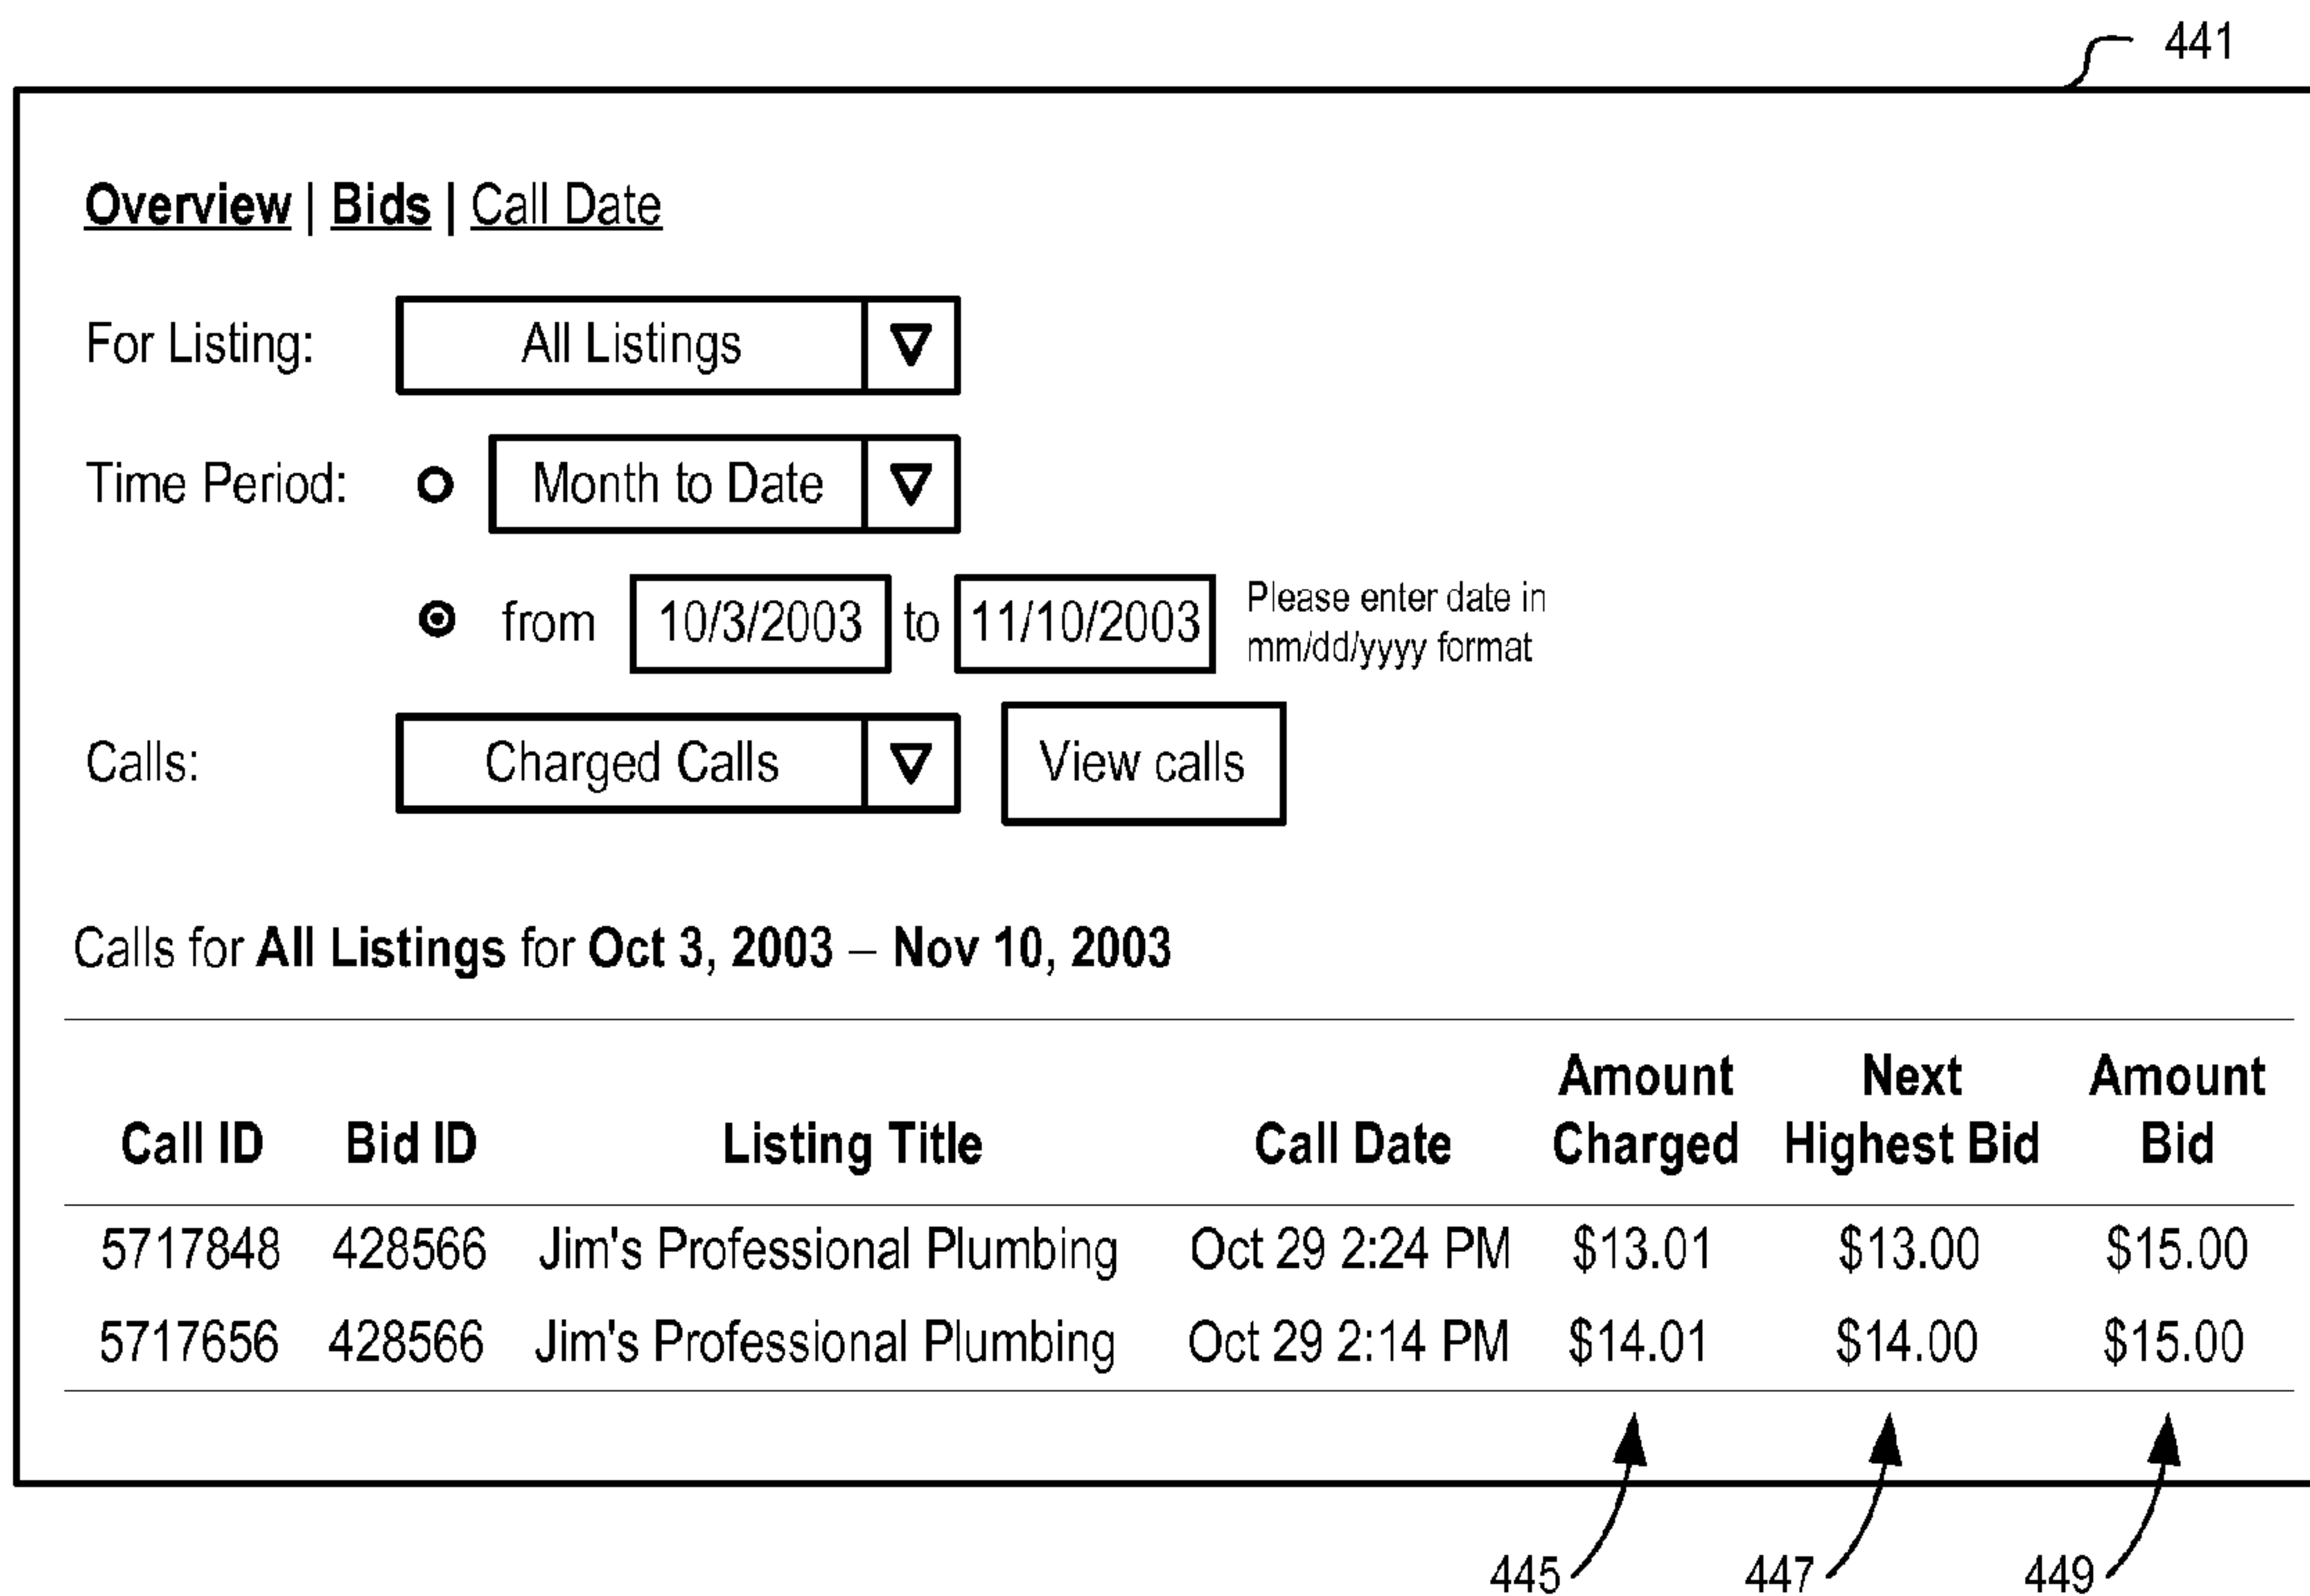 441
Overview | Bids | Call Date
For Listing: All Listings
Time Period: Month to Date
from 10/3/2003 to 11/10/2003 Please enter date in
mm/dd/yyyy format
Calls: Charged Calls View calls
Calls for All Listings for Oct 3, 2003 – Nov 10, 2003
Amount Next Amount
Call ID Bid ID Listing Title Call Date Charged Highest Bid Bid
5717848 428566 Jim's Professional Plumbing Oct 29 2:24 PM $13.01 $13.00 $15.00
5717656 428566 Jim's Professional Plumbing Oct 29 2:14 PM $14.01 $14.00 $15.00
445 447 449